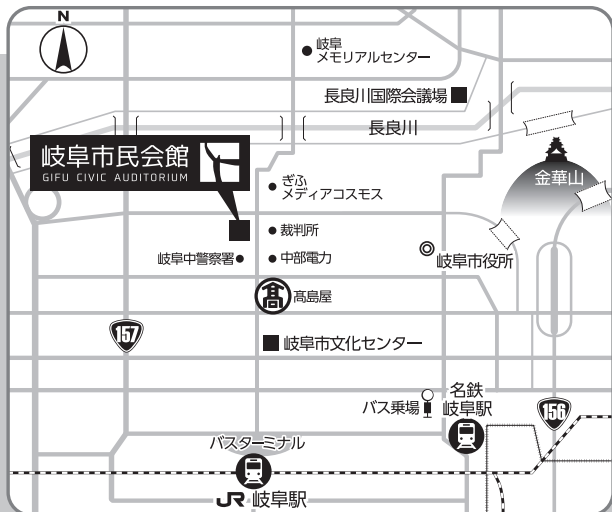 N
岐阜
メモリアルセンター
長良川国際会議場
長良川
岐阜市民会館
GIFU CIVIC AUDITORIUM
金華山
ぎふ
メディアコスモス
裁判所
岐阜中警察署
中部電力
岐阜市役所
髙
髙島屋
157
岐阜市文化センター
バス乗場
名鉄
岐阜駅
156
バスターミナル
JR 岐阜駅